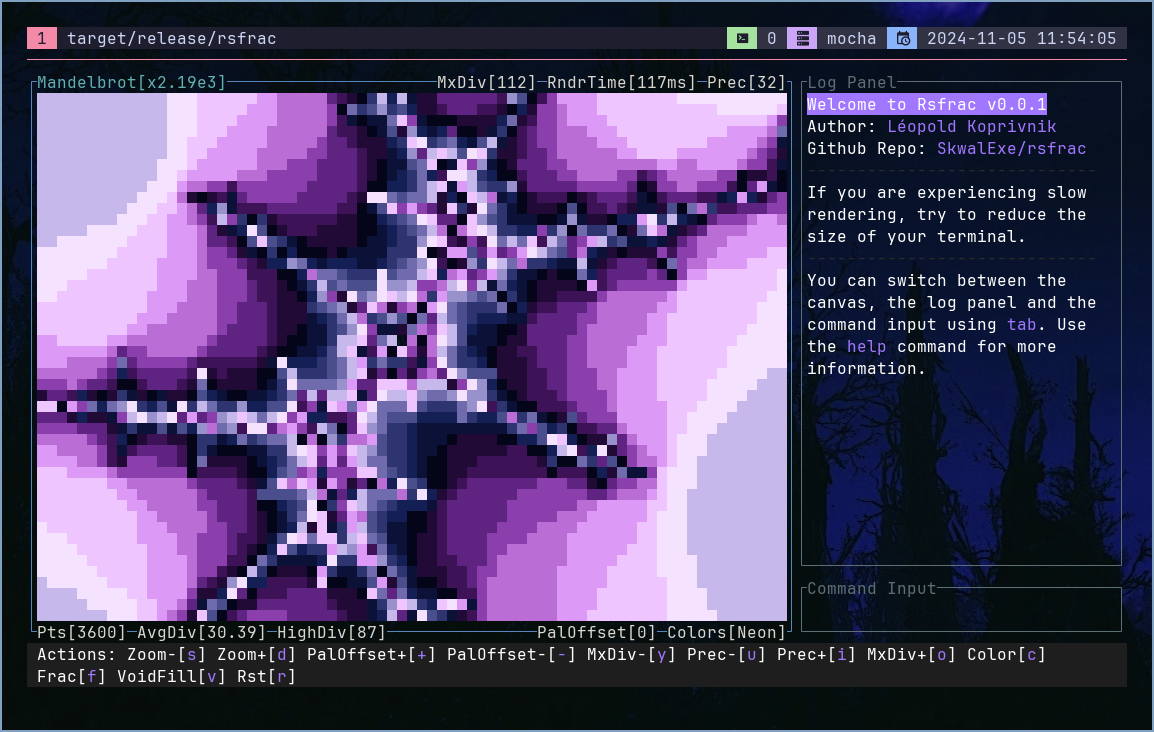 1 target/release/rsfrac 0 mocha 2024-11-05 11:54:05
Mandelbrot[x2.19e3] MxDiv[112] RndrTime[117ms] Prec[32]
Log Panel
Welcome to Rsfrac v0.0.1
Author: Léopold Koprivnik
Github Repo: SkwalExe/rsfrac
-----------------------------
If you are experiencing slow
rendering, try to reduce the
size of your terminal.
-----------------------------
You can switch between the
canvas, the log panel and the
command input using tab. Use
the help command for more
information.
Command Input
Pts[3600] AvgDiv[30.39] HighDiv[87] PalOffset[0] Colors[Neon]
Actions: Zoom-[s] Zoom+[d] PalOffset+[+] PalOffset-[-] MxDiv-[y] Prec-[u] Prec+[i] MxDiv+[o] Color[c]
Frac[f] VoidFill[v] Rst[r]